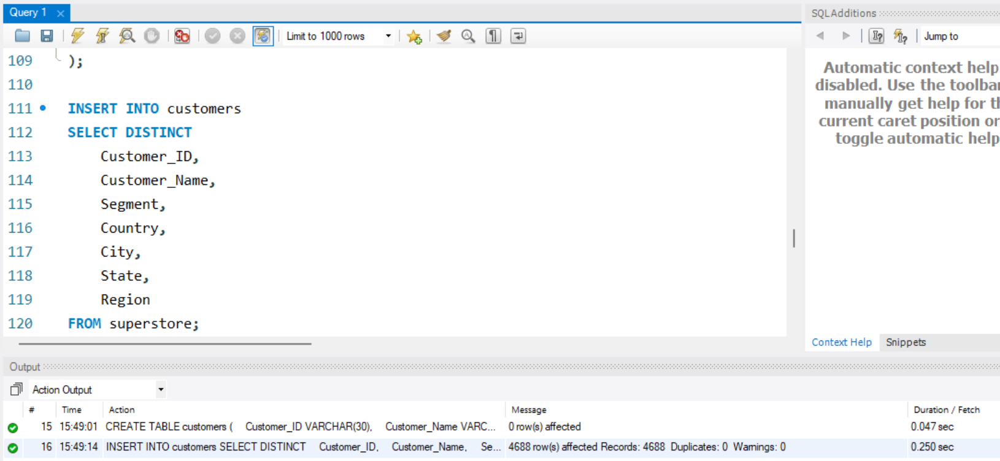 Query 1
SQLAdditions
Limit to 1000 rows
Jump to
109 );
110
111 INSERT INTO customers
112 SELECT DISTINCT
113 Customer_ID,
114 Customer_Name,
115 Segment,
116 Country,
117 City,
118 State,
119 Region
120 FROM superstore;
Automatic context help
disabled. Use the toolbar
manually get help for th
current caret position or
toggle automatic help
Context Help Snippets
Output
Action Output
# Time Action Message Duration / Fetch
15 15:49:01 CREATE TABLE customers ( Customer_ID VARCHAR(30), Customer_Name VARC... 0 row(s) affected 0.047 sec
16 15:49:14 INSERT INTO customers SELECT DISTINCT Customer_ID, Customer_Name, Se... 4688 row(s) affected Records: 4688 Duplicates: 0 Warnings: 0 0.250 sec